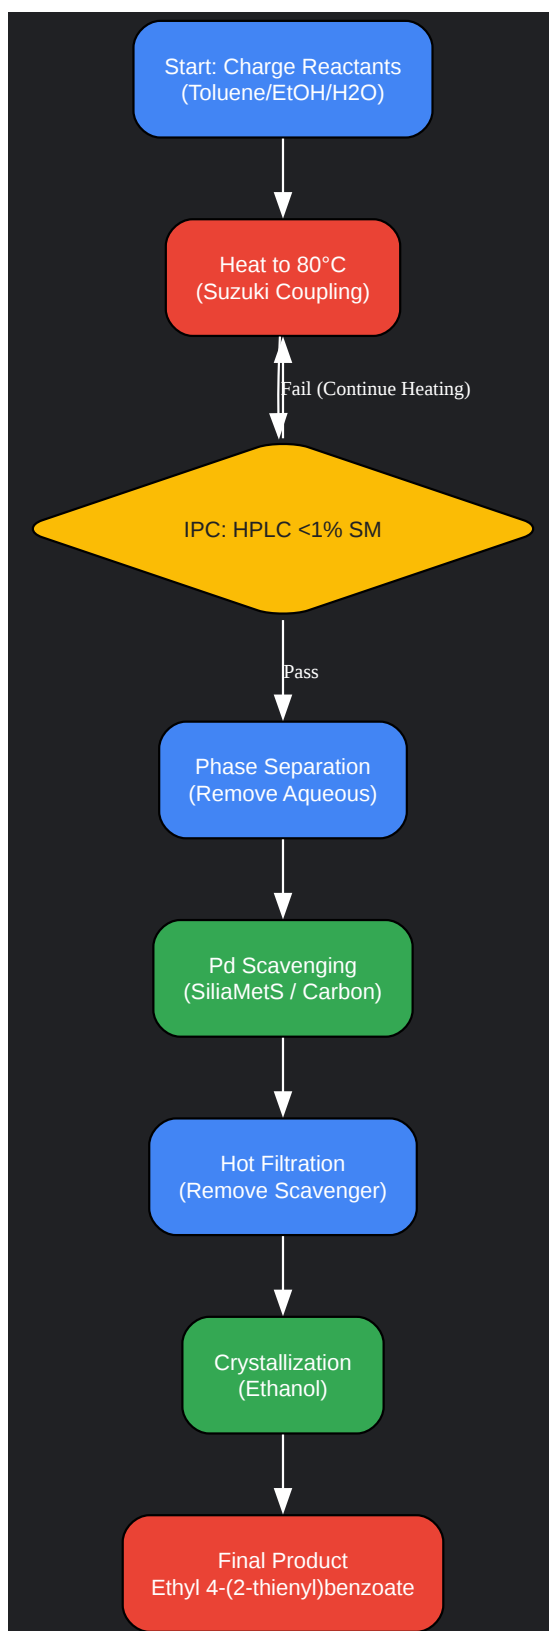 Start: Charge Reactants
(Toluene/EtOH/H2O)
Heat to 80°C
(Suzuki Coupling)
Fail (Continue Heating)
IPC: HPLC <1% SM
Pass
Phase Separation
(Remove Aqueous)
Pd Scavenging
(SiliaMetS / Carbon)
Hot Filtration
(Remove Scavenger)
Crystallization
(Ethanol)
Final Product
Ethyl 4-(2-thienyl)benzoate